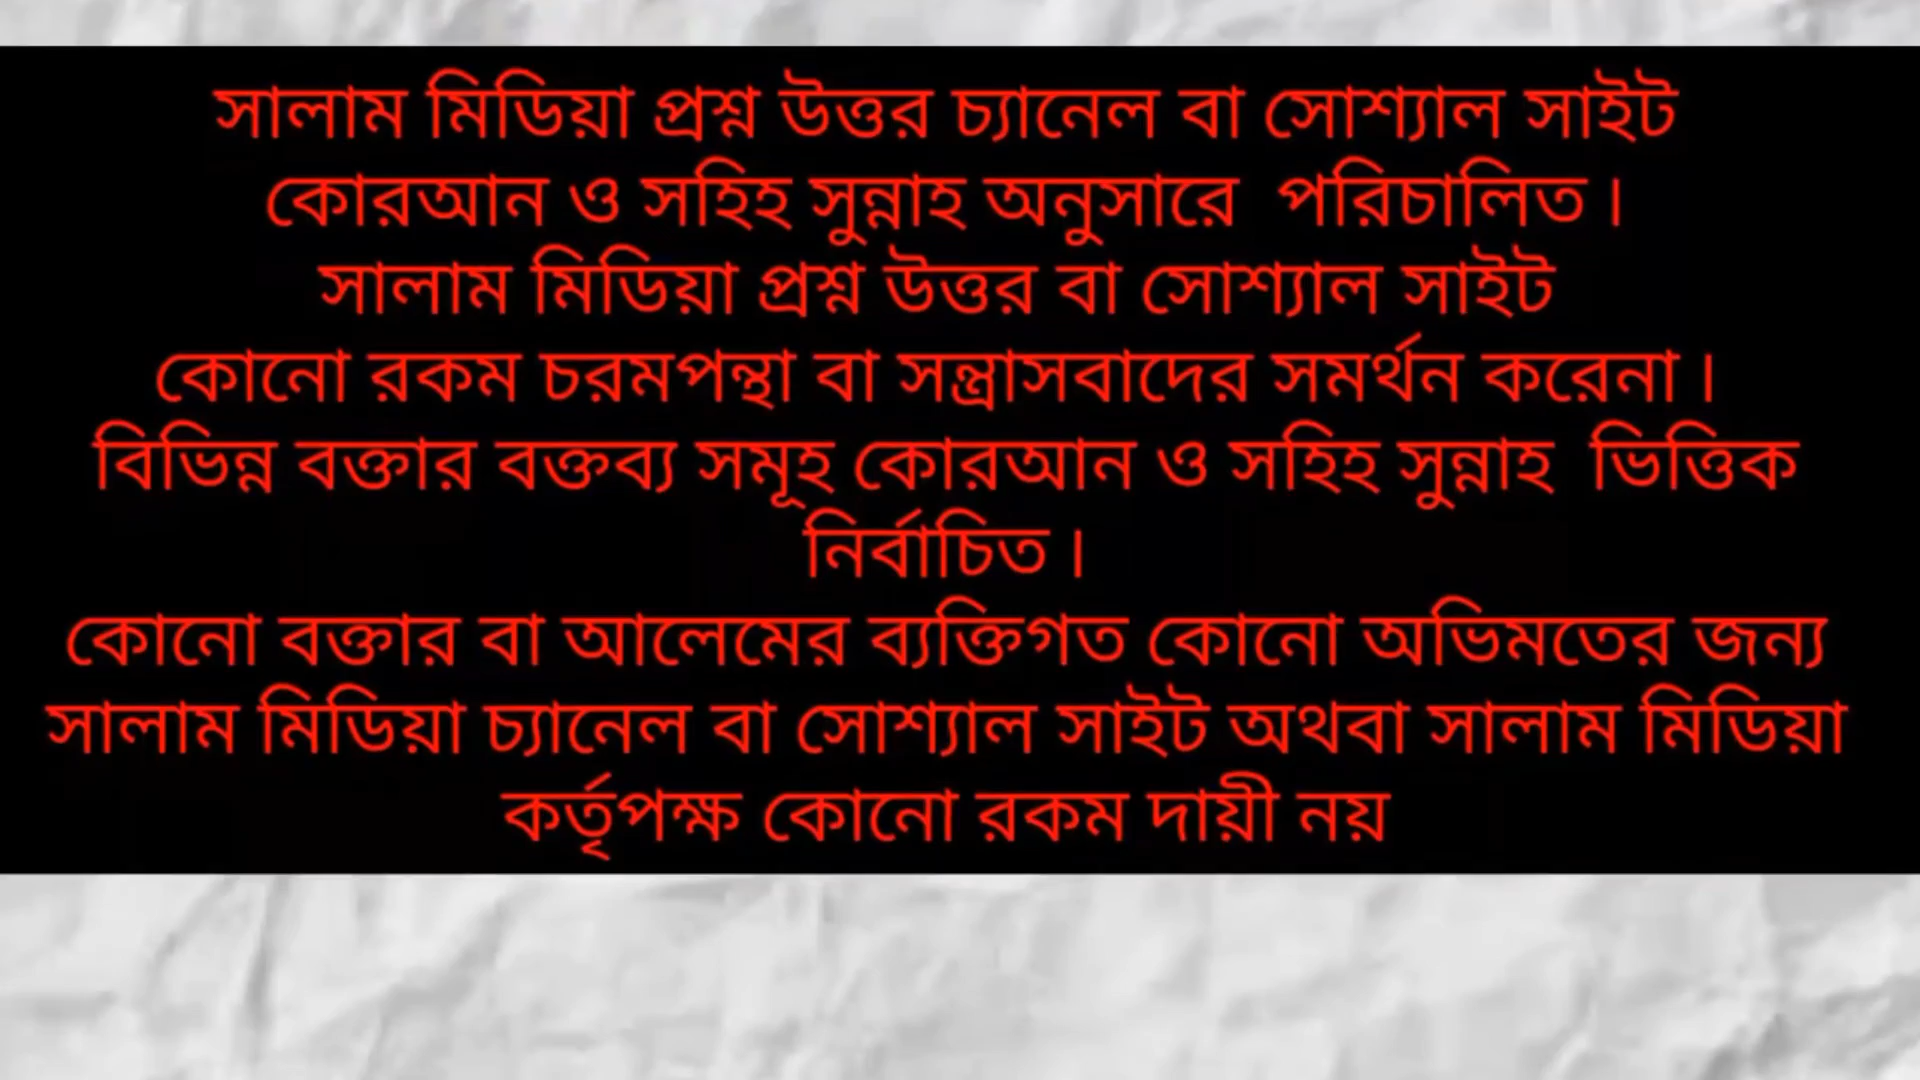 সালাম মিডিয়া প্রশ্ন উত্তর চ্যানেল বা সোশ্যাল সাইট
কোরআন ও সহিহ সুন্নাহ অনুসারে পরিচালিত।
সালাম মিডিয়া প্রশ্ন উত্তর বা সোশ্যাল সাইট
কোনো রকম চরমপন্থা বা সন্ত্রাসবাদের সমর্থন করেনা।
বিভিন্ন বক্তার বক্তব্য সমূহ কোরআন ও সহিহ সুন্নাহ ভিত্তিক
নির্বাচিত।
কোনো বক্তার বা আলেমের ব্যক্তিগত কোনো অভিমতের জন্য
সালাম মিডিয়া চ্যানেল বা সোশ্যাল সাইট অথবা সালাম মিডিয়া
কর্তৃপক্ষ কোনো রকম দায়ী নয়